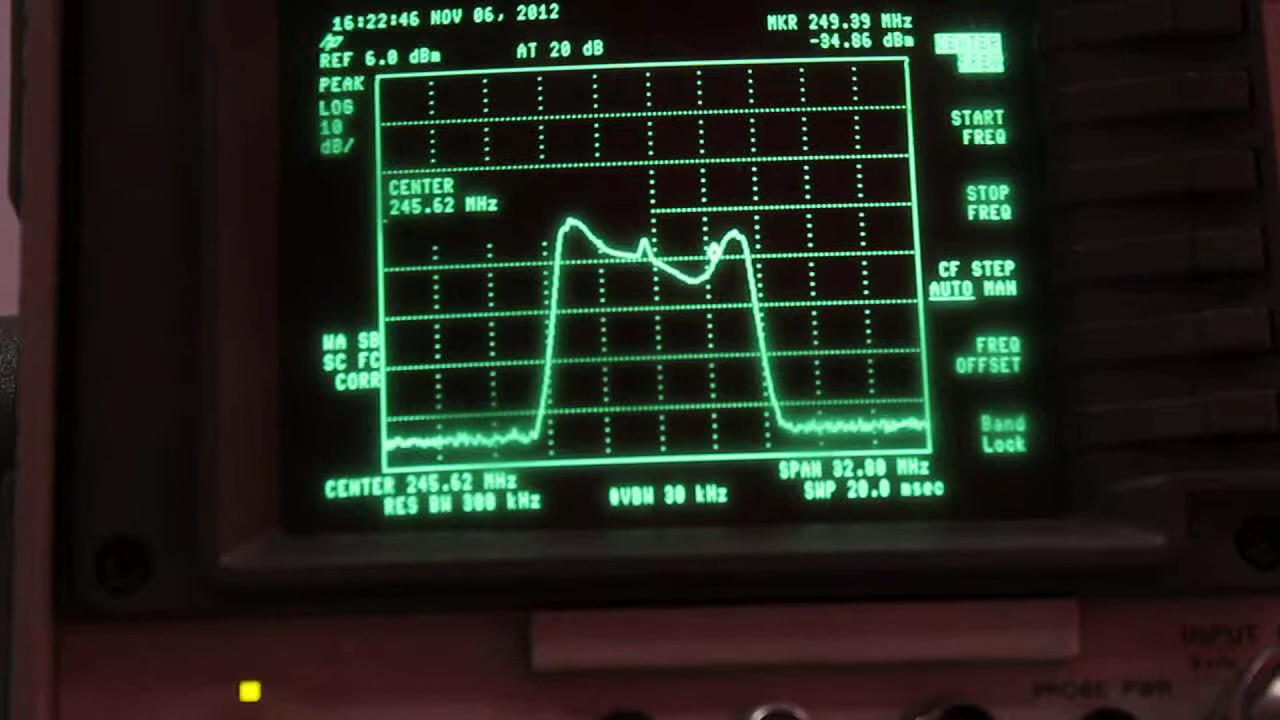 16:22:46 NOV 06, 2012
hp
REF 6.0 dBm
AT 20 dB
MKR 249.39 MHz
-34.86 dBm
PEAK
LOG
10
dB/
CENTER
245.62 MHz
WA SB
SC FC
CORR
CENTER 245.62 MHz
RES BW 300 kHz
#VBW 30 kHz
SPAN 32.00 MHz
SWP 20.0 msec
CENTER
FREQ
START
FREQ
STOP
FREQ
CF STEP
AUTO MAN
FREQ
OFFSET
Band
Lock
INPUT
PROBE PWR